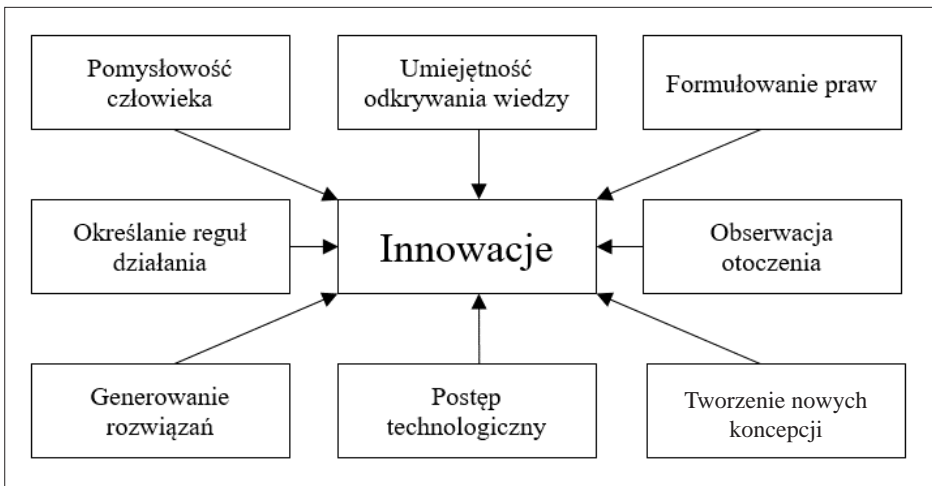 Pomysłowość
człowieka
Umiejętność
odkrywania wiedzy
Formułowanie praw
Określanie reguł
działania
Innowacje
Obserwacja
otoczenia
Generowanie
rozwiązań
Postęp
technologiczny
Tworzenie nowych
koncepcji